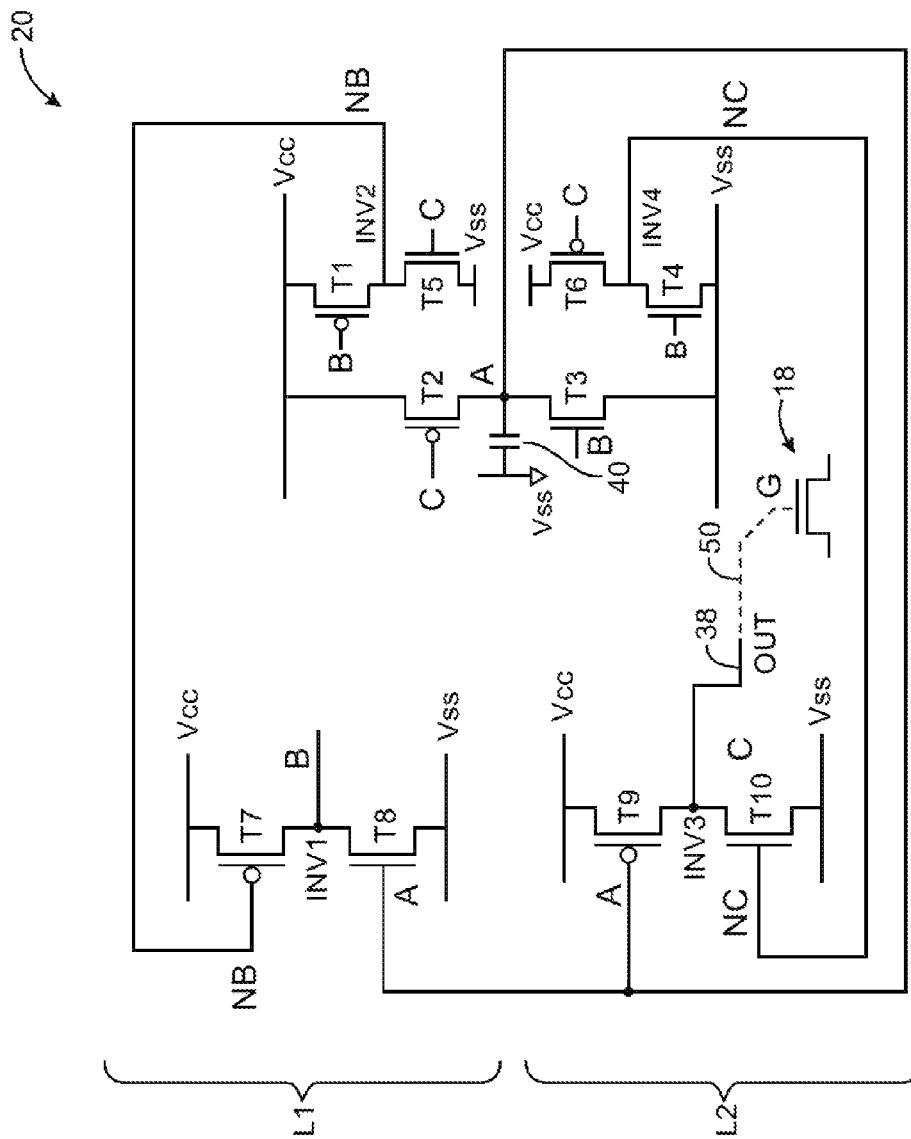 20
Vcc
Vcc
NB
T7
B
INV1
T8
A
Vss
NB
T1
B
INV2
T5
C
Vss
T2
C
A
Vss
40
T3
B
Vcc
T6
C
INV4
NC
T4
B
Vss
Vcc
T9
A
INV3
C
T10
NC
Vss
38
OUT
50
G
18
L1
L2